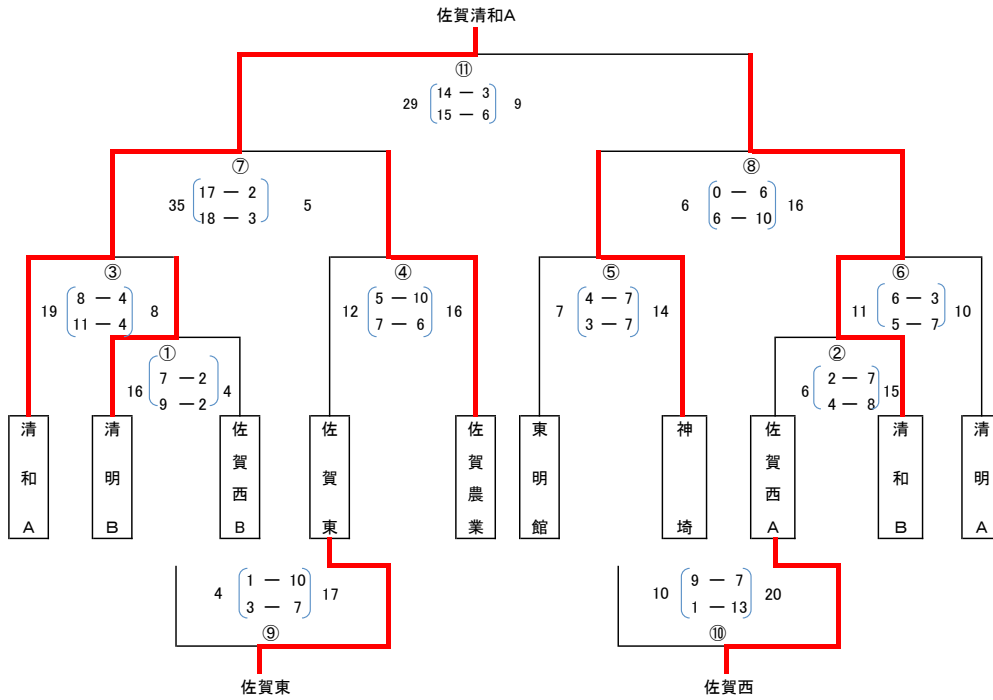 佐賀清和A
⑪
29 14 — 3 9
15 — 6
⑦
35 17 — 2 5
18 — 3
⑧
6 0 — 6 16
6 — 10
③
19 8 — 4 8
11 — 4
④
12 5 — 10 16
7 — 6
⑤
7 4 — 7 14
3 — 7
⑥
11 6 — 3 10
5 — 7
①
16 7 — 2 4
9 — 2
②
6 2 — 7 15
4 — 8
清和A
清明B
佐賀西B
佐賀東
佐賀農業
東明館
神埼
佐賀西A
清和B
清明A
4 1 — 10 17
3 — 7
⑨
佐賀東
10 9 — 7 20
1 — 13
⑩
佐賀西